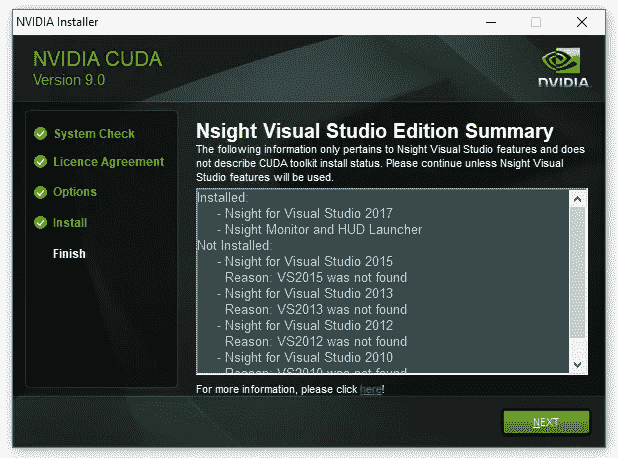 NVIDIA Installer
NVIDIA CUDA
Version 9.0
NVIDIA.
System Check
Licence Agreement
Options
Install
Finish
Nsight Visual Studio Edition Summary
The following information only pertains to Nsight Visual Studio features and does
not describe CUDA toolkit install status. Please continue unless Nsight Visual
Studio features will be used.
Installed:
- Nsight for Visual Studio 2017
- Nsight Monitor and HUD Launcher
Not Installed:
- Nsight for Visual Studio 2015
Reason: VS2015 was not found
- Nsight for Visual Studio 2013
Reason: VS2013 was not found
- Nsight for Visual Studio 2012
Reason: VS2012 was not found
- Nsight for Visual Studio 2010
Reason: VS2010 was not found
For more information, please click here!
NEXT